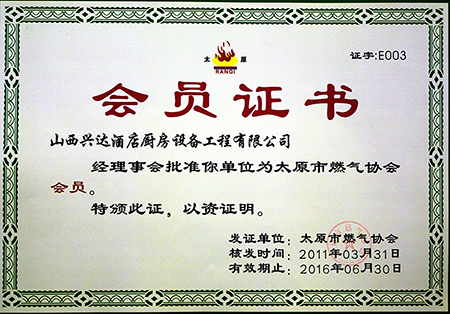 太 原
RANQI
证字:E003
会员证书
山西兴达酒店厨房设备工程有限公司
经理事会批准你单位为太原市燃气协会
会员。
特颁此证，以资证明。
发证单位：太原市燃气协会
核发时间：2011年03月31日
有效期止：2016年06月30日